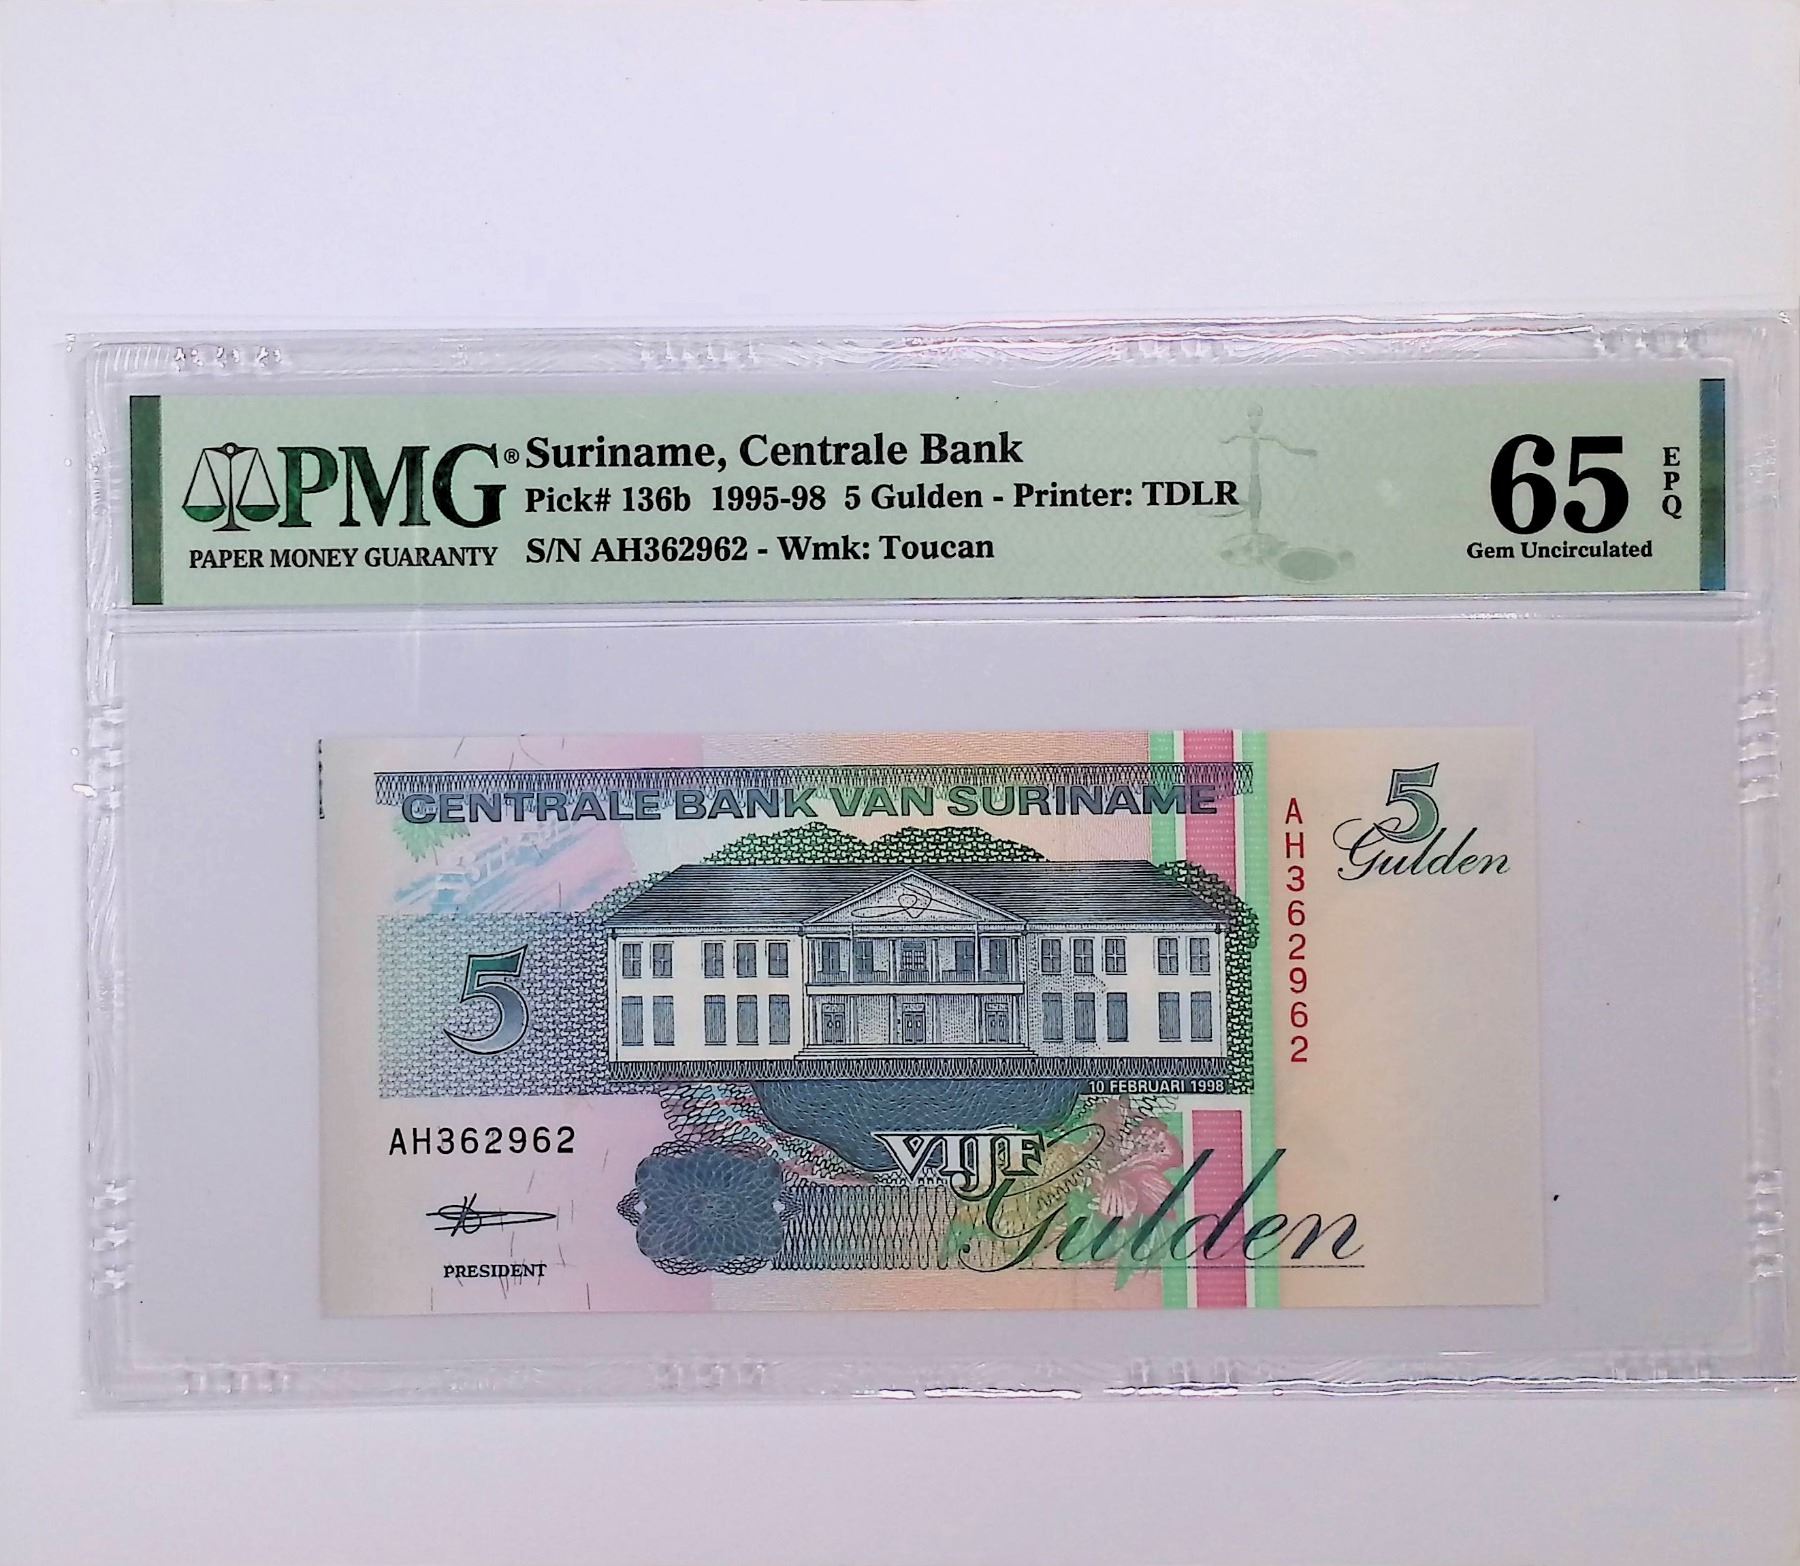 PMG®
PAPER MONEY GUARANTY
Suriname, Centrale Bank
Pick# 136b 1995-98 5 Gulden - Printer: TDLR
S/N AH362962 - Wmk: Toucan
65
EPQ
Gem Uncirculated
CENTRALE BANK VAN SURINAME
5
Gulden
AH362962
5
10 FEBRUARI 1998
AH362962
VIJF
Gulden
PRESIDENT